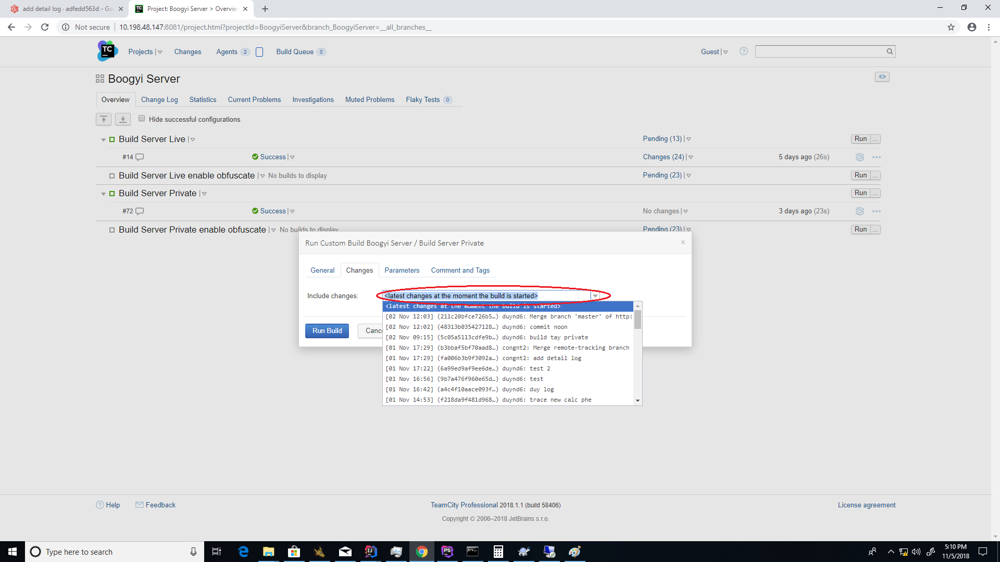 add detail log · adfedd563d - Go
Project: Boogyi Server > Overvie
Not secure
10.198.48.147:8081/project.html?projectId=BoogyiServer&branch_BoogyiServer=__all_branches__
TC
Projects
Changes
Agents 2
Build Queue 0
Guest
Boogyi Server
Overview
Change Log
Statistics
Current Problems
Investigations
Muted Problems
Flaky Tests 0
Hide successful configurations
Build Server Live
Pending (13)
Run ...
#14
Success
Changes (24)
5 days ago (26s)
Build Server Live enable obfuscate
No builds to display
Pending (23)
Run ...
Build Server Private
Run ...
#72
Success
No changes
3 days ago (23s)
Build Server Private enable obfuscate
No builds to display
Pending (23)
Run ...
Run Custom Build Boogyi Server / Build Server Private
General
Changes
Parameters
Comment and Tags
Include changes:
<latest changes at the moment the build is started>
<latest changes at the moment the build is started>
[02 Nov 12:03] (211c20bfce726b5…) duynd6: Merge branch 'master' of http:
[02 Nov 12:02] (48313b035427128…) duynd6: commit noon
[02 Nov 09:15] (5c05a5113cdfe9b…) duynd6: build tay private
[01 Nov 17:29] (b3bbaf5bf70aad8…) congnt2: Merge remote-tracking branch
[01 Nov 17:29] (fa006b3b9f3092a…) congnt2: add detail log
[01 Nov 17:22] (6a99ed9af9ee6de…) duynd6: test 2
[01 Nov 16:56] (9b7a476f960e65d…) duynd6: test
[01 Nov 16:42] (a4c4f10aace093f…) duynd6: duy log
[01 Nov 14:53] (f218da9f481d968…) duynd6: trace new calc phe
Run Build
Canc
Help
Feedback
TeamCity Professional 2018.1.1 (build 58406)
License agreement
Copyright © 2006–2018 JetBrains s.r.o.
Type here to search
5:10 PM
11/5/2018